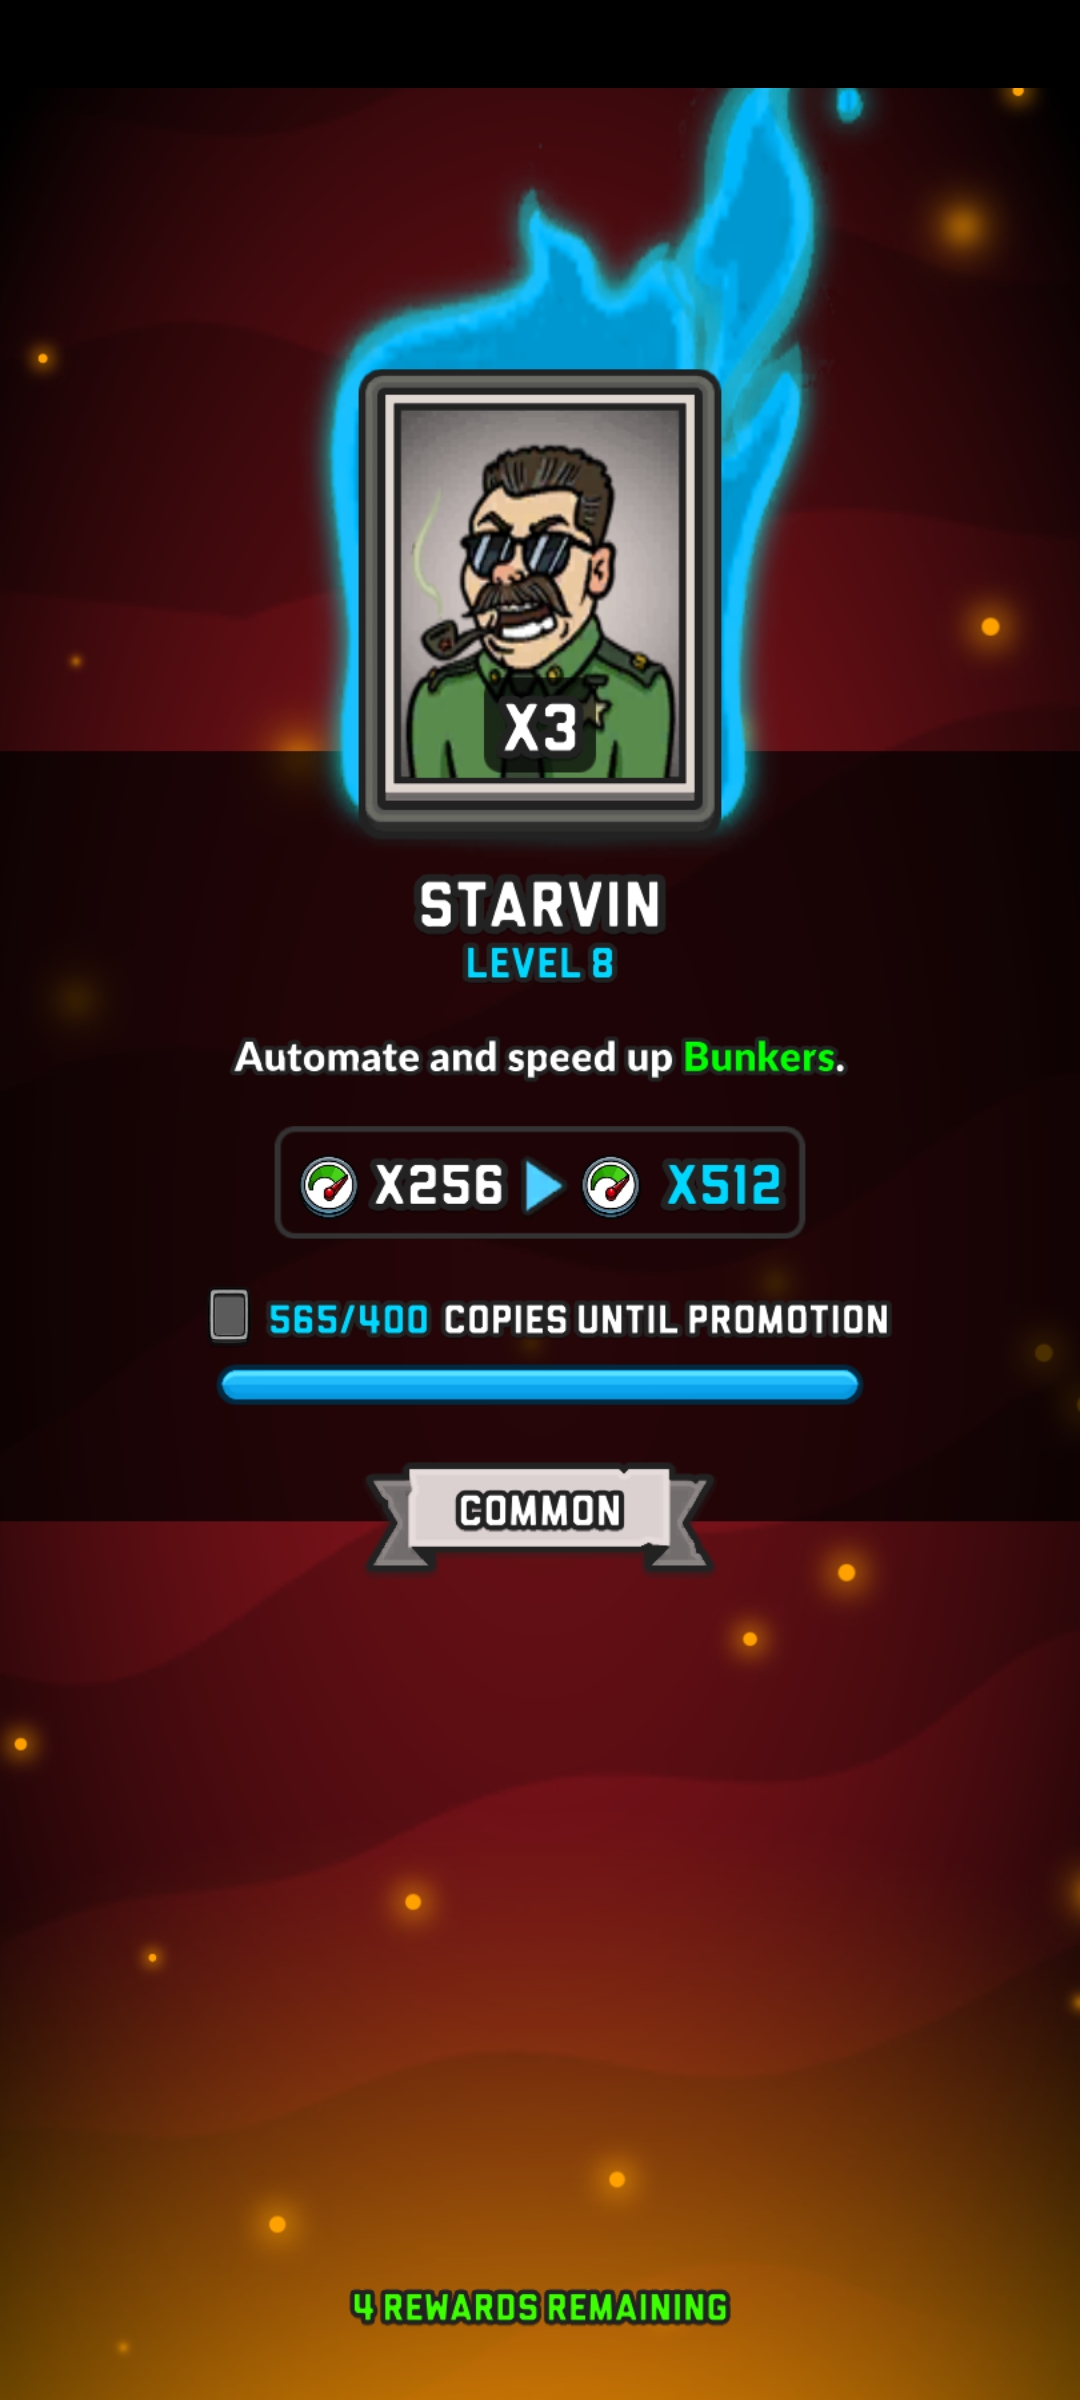 X3
STARVIN
LEVEL 8
Automate and speed up Bunkers.
X256 X512
565/400 COPIES UNTIL PROMOTION
COMMON
4 REWARDS REMAINING